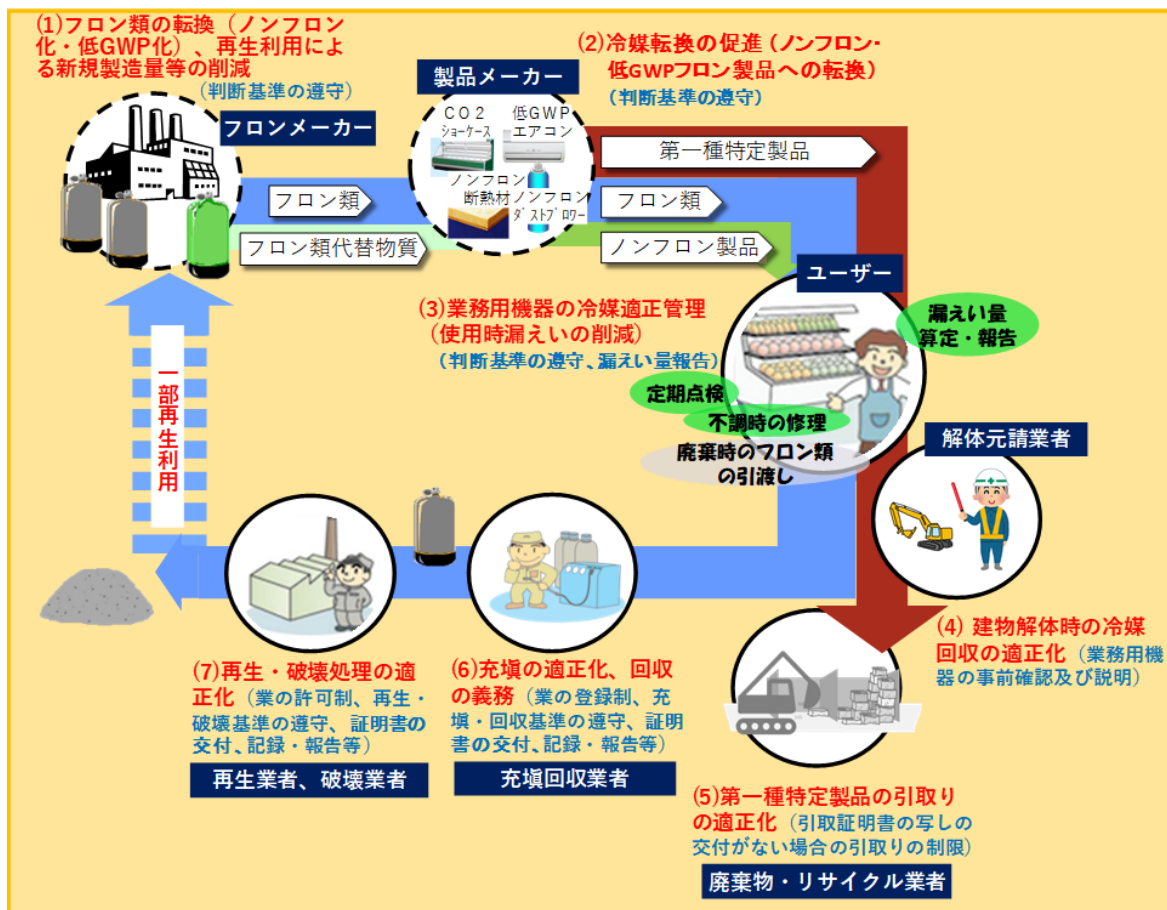 (1)フロン類の転換（ノンフロン
化・低GWP化）、再生利用によ
る新規製造量等の削減
(判断基準の遵守)
フロンメーカー
製品メーカー
(2)冷媒転換の促進（ノンフロン・
低GWPフロン製品への転換）
(判断基準の遵守)
ＣＯ２
ｼｮｰｹｰｽ
低ＧＷＰ
エアコン
ノンフロン
断熱材
ノンフロン
ﾀﾞｽﾄﾌﾞﾛﾜｰ
第一種特定製品
フロン類
フロン類
フロン類代替物質
ノンフロン製品
ユーザー
(3)業務用機器の冷媒適正管理
(使用時漏えいの削減)
(判断基準の遵守、漏えい量報告)
漏えい量
算定・報告
定期点検
不調時の修理
廃棄時のフロン類
の引渡し
一部再生利用
解体元請業者
(4) 建物解体時の冷媒
回収の適正化（業務用機
器の事前確認及び説明）
(7)再生・破壊処理の適
正化（業の許可制、再生・
破壊基準の遵守、証明書の
交付、記録・報告等）
再生業者、破壊業者
(6)充塡の適正化、回収
の義務（業の登録制、充
塡・回収基準の遵守、証明
書の交付、記録・報告等）
充塡回収業者
(5)第一種特定製品の引取り
の適正化（引取証明書の写しの
交付がない場合の引取りの制限）
廃棄物・リサイクル業者